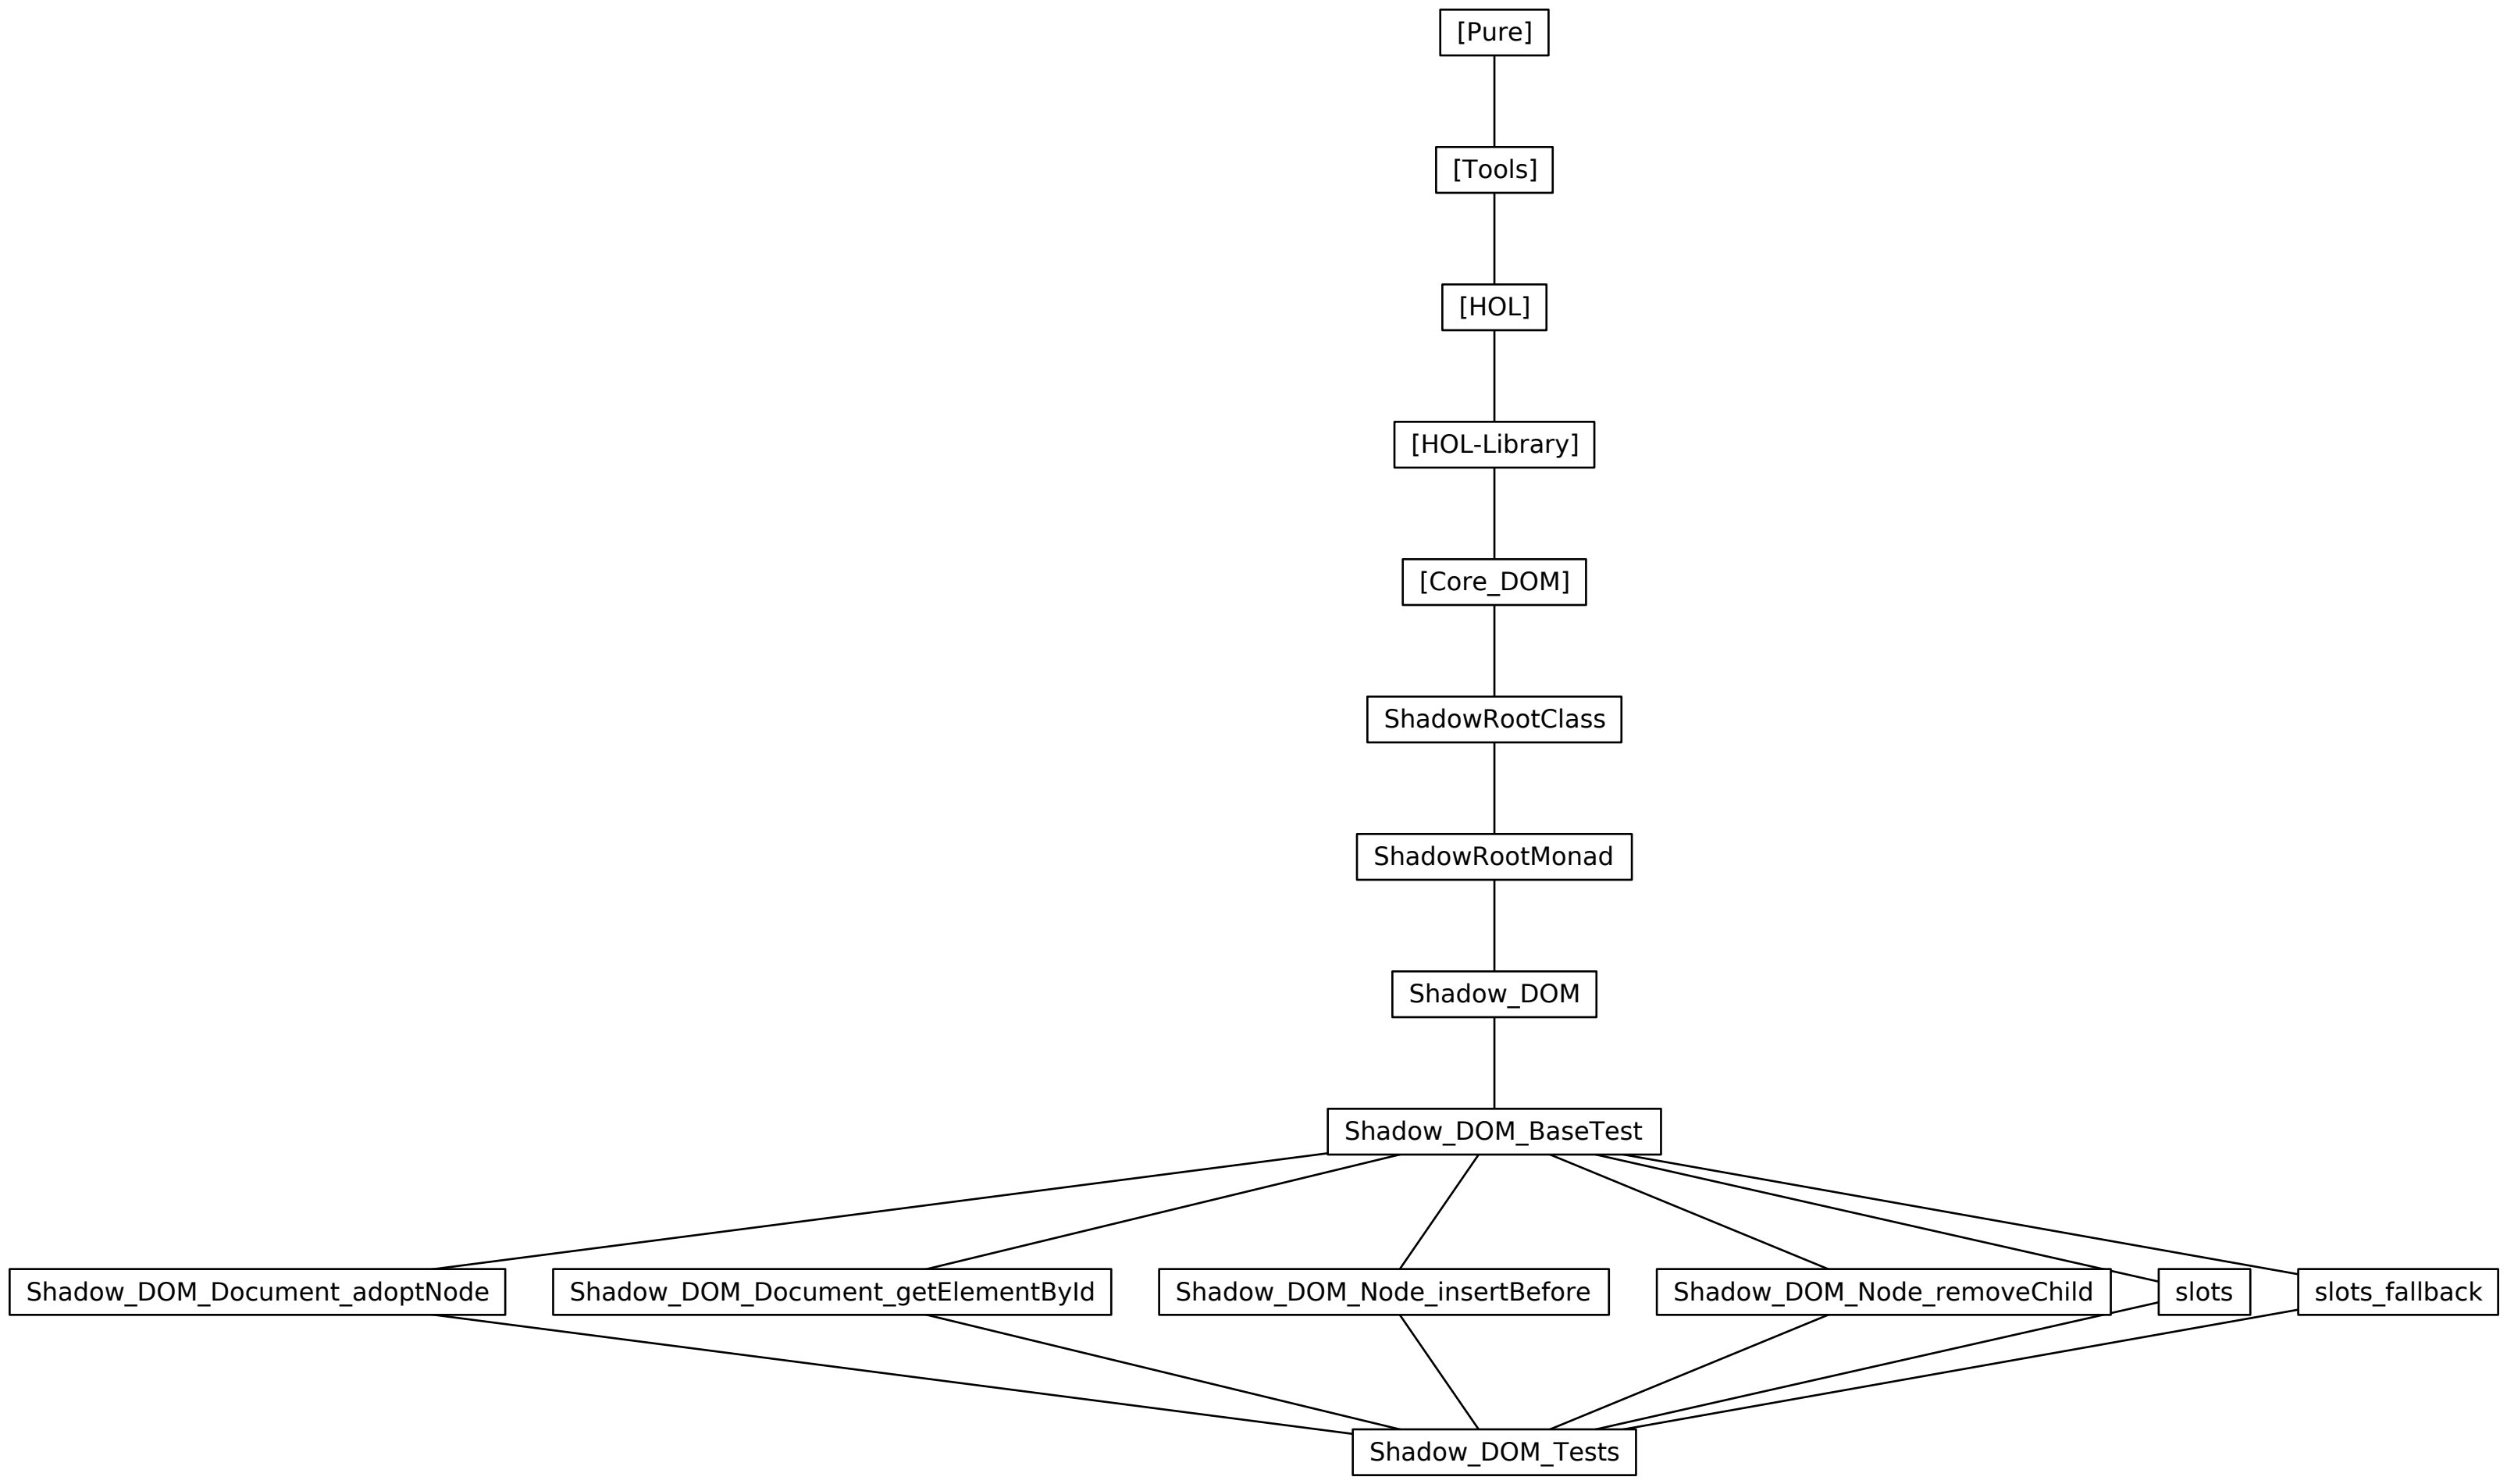 [Pure]
[Tools]
[HOL]
[HOL-Library]
[Core_DOM]
ShadowRootClass
ShadowRootMonad
Shadow_DOM
Shadow_DOM_BaseTest
Shadow_DOM_Document_adoptNode
Shadow_DOM_Document_getElementById
Shadow_DOM_Node_insertBefore
Shadow_DOM_Node_removeChild
slots
slots_fallback
Shadow_DOM_Tests